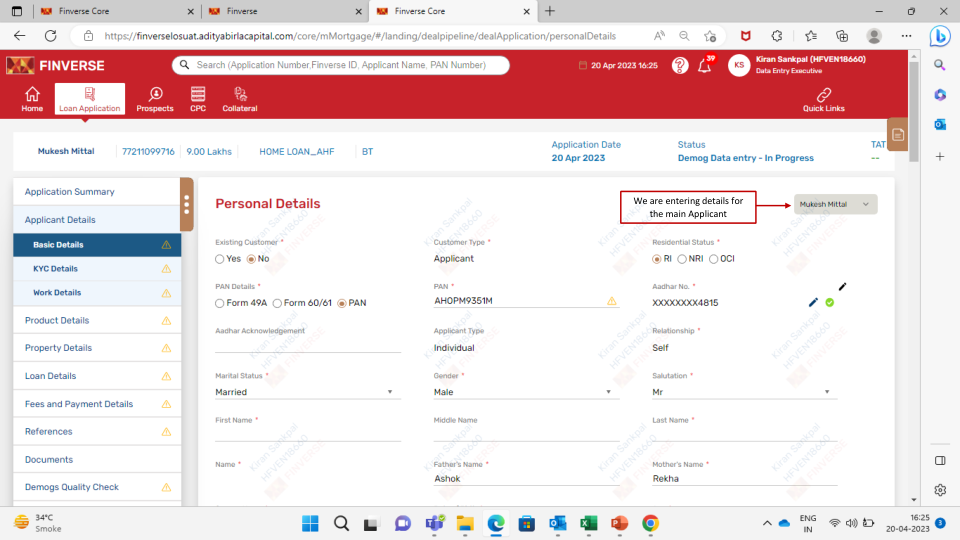 Finverse Core
Finverse
Finverse Core
https://finverselosuat.adityabirlacapital.com/core/mMortgage/#/landing/dealpipeline/dealApplication/personalDetails
FINVERSE
Search (Application Number,Finverse ID, Applicant Name, PAN Number)
20 Apr 2023 16:25
?
39
KS
Kiran Sankpal (HFVEN18660)
Data Entry Executive
Home
Loan Application
Prospects
CPC
Collateral
Quick Links
Mukesh Mittal
77211099716
9.00 Lakhs
HOME LOAN_AHF
BT
Application Date
20 Apr 2023
Status
Demog Data entry - In Progress
TAT
--
Application Summary
Applicant Details
Basic Details
KYC Details
Work Details
Product Details
Property Details
Loan Details
Fees and Payment Details
References
Documents
Demogs Quality Check
Personal Details
We are entering details for
the main Applicant
Mukesh Mittal
Existing Customer *
Yes No
Customer Type *
Applicant
Residential Status *
RI NRI OCI
PAN Details *
Form 49A Form 60/61 PAN
PAN *
AHOPM9351M
Aadhar No. *
XXXXXXXX4815
Aadhar Acknowledgement
Applicant Type
Individual
Relationship *
Self
Marital Status *
Married
Gender *
Male
Salutation *
Mr
First Name *
Middle Name
Last Name *
Name *
Father's Name *
Ashok
Mother's Name *
Rekha
Kiran Sankpal
HFVEN18660
FINVERSE
34°C
Smoke
ENG
IN
16:25
20-04-2023
3